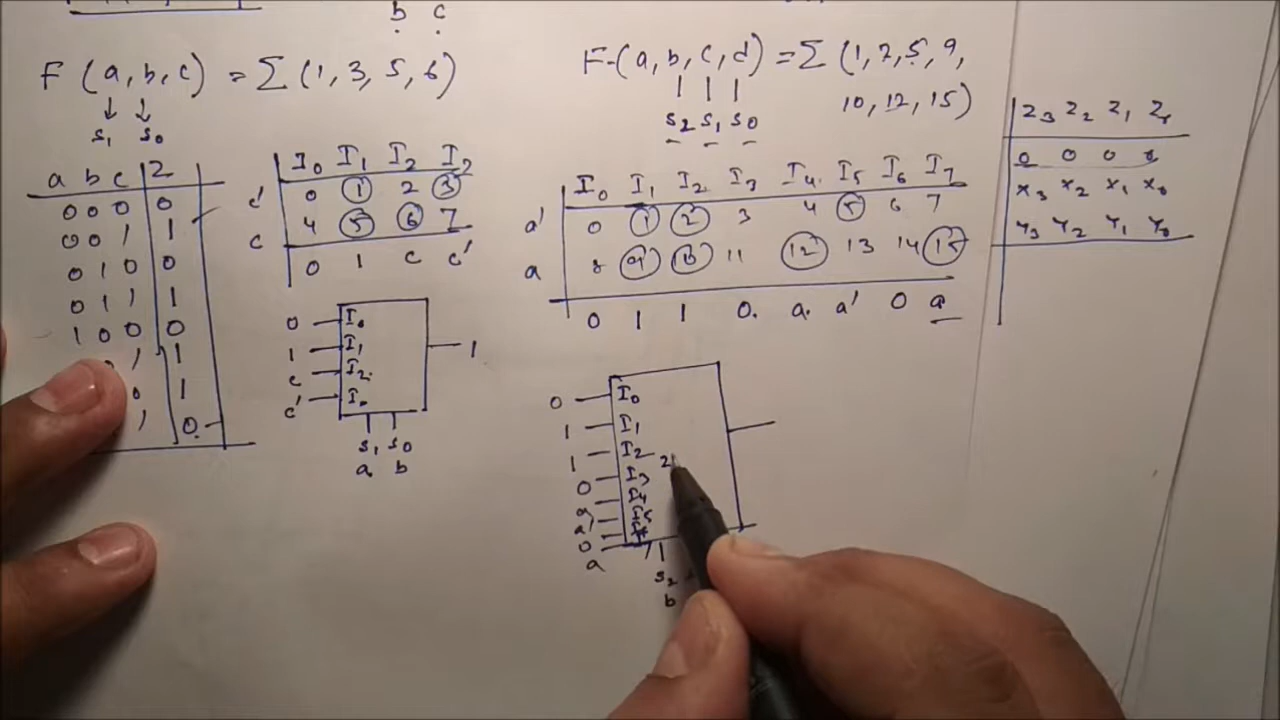 b c
F (a, b, c) = Σ (1, 3, 5, 6)
S1 S0
a b c Z
0 0 0 0
0 0 1 1
0 1 0 0
0 1 1 1
1 0 0 0
1 1
0 1
1 0
I0 I1 I2 I3
c' 0 1 2 3
c 4 5 6 7
0 1 c c'
0 I0
1 I1
c I2
c' I0
1
S1 S0
a b
F(a, b, c, d) = Σ (1, 2, 5, 9,
10, 12, 15)
S2 S1 S0
I0 I1 I2 I3 I4 I5 I6 I7
a' 0 1 2 3 4 5 6 7
a 8 9 10 11 12 13 14 15
0 1 1 0 a a' 0 a
0 I0
1 I1
1 I2
0 I3
a I4
a' I5
0
a
S2
b
Z3 Z2 Z1 Z0
0 0 0 0
X3 X2 X1 X0
Y3 Y2 Y1 Y0